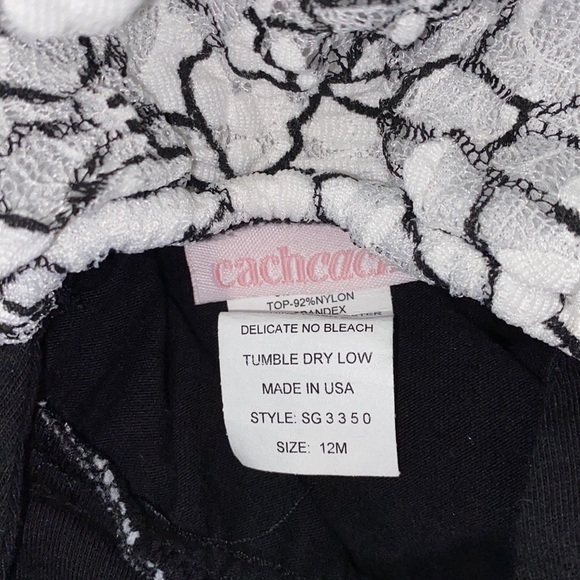 cachcach
TOP-92%NYLON
DELICATE NO BLEACH
TUMBLE DRY LOW
MADE IN USA
STYLE: SG 3 3 5 0
SIZE: 12M